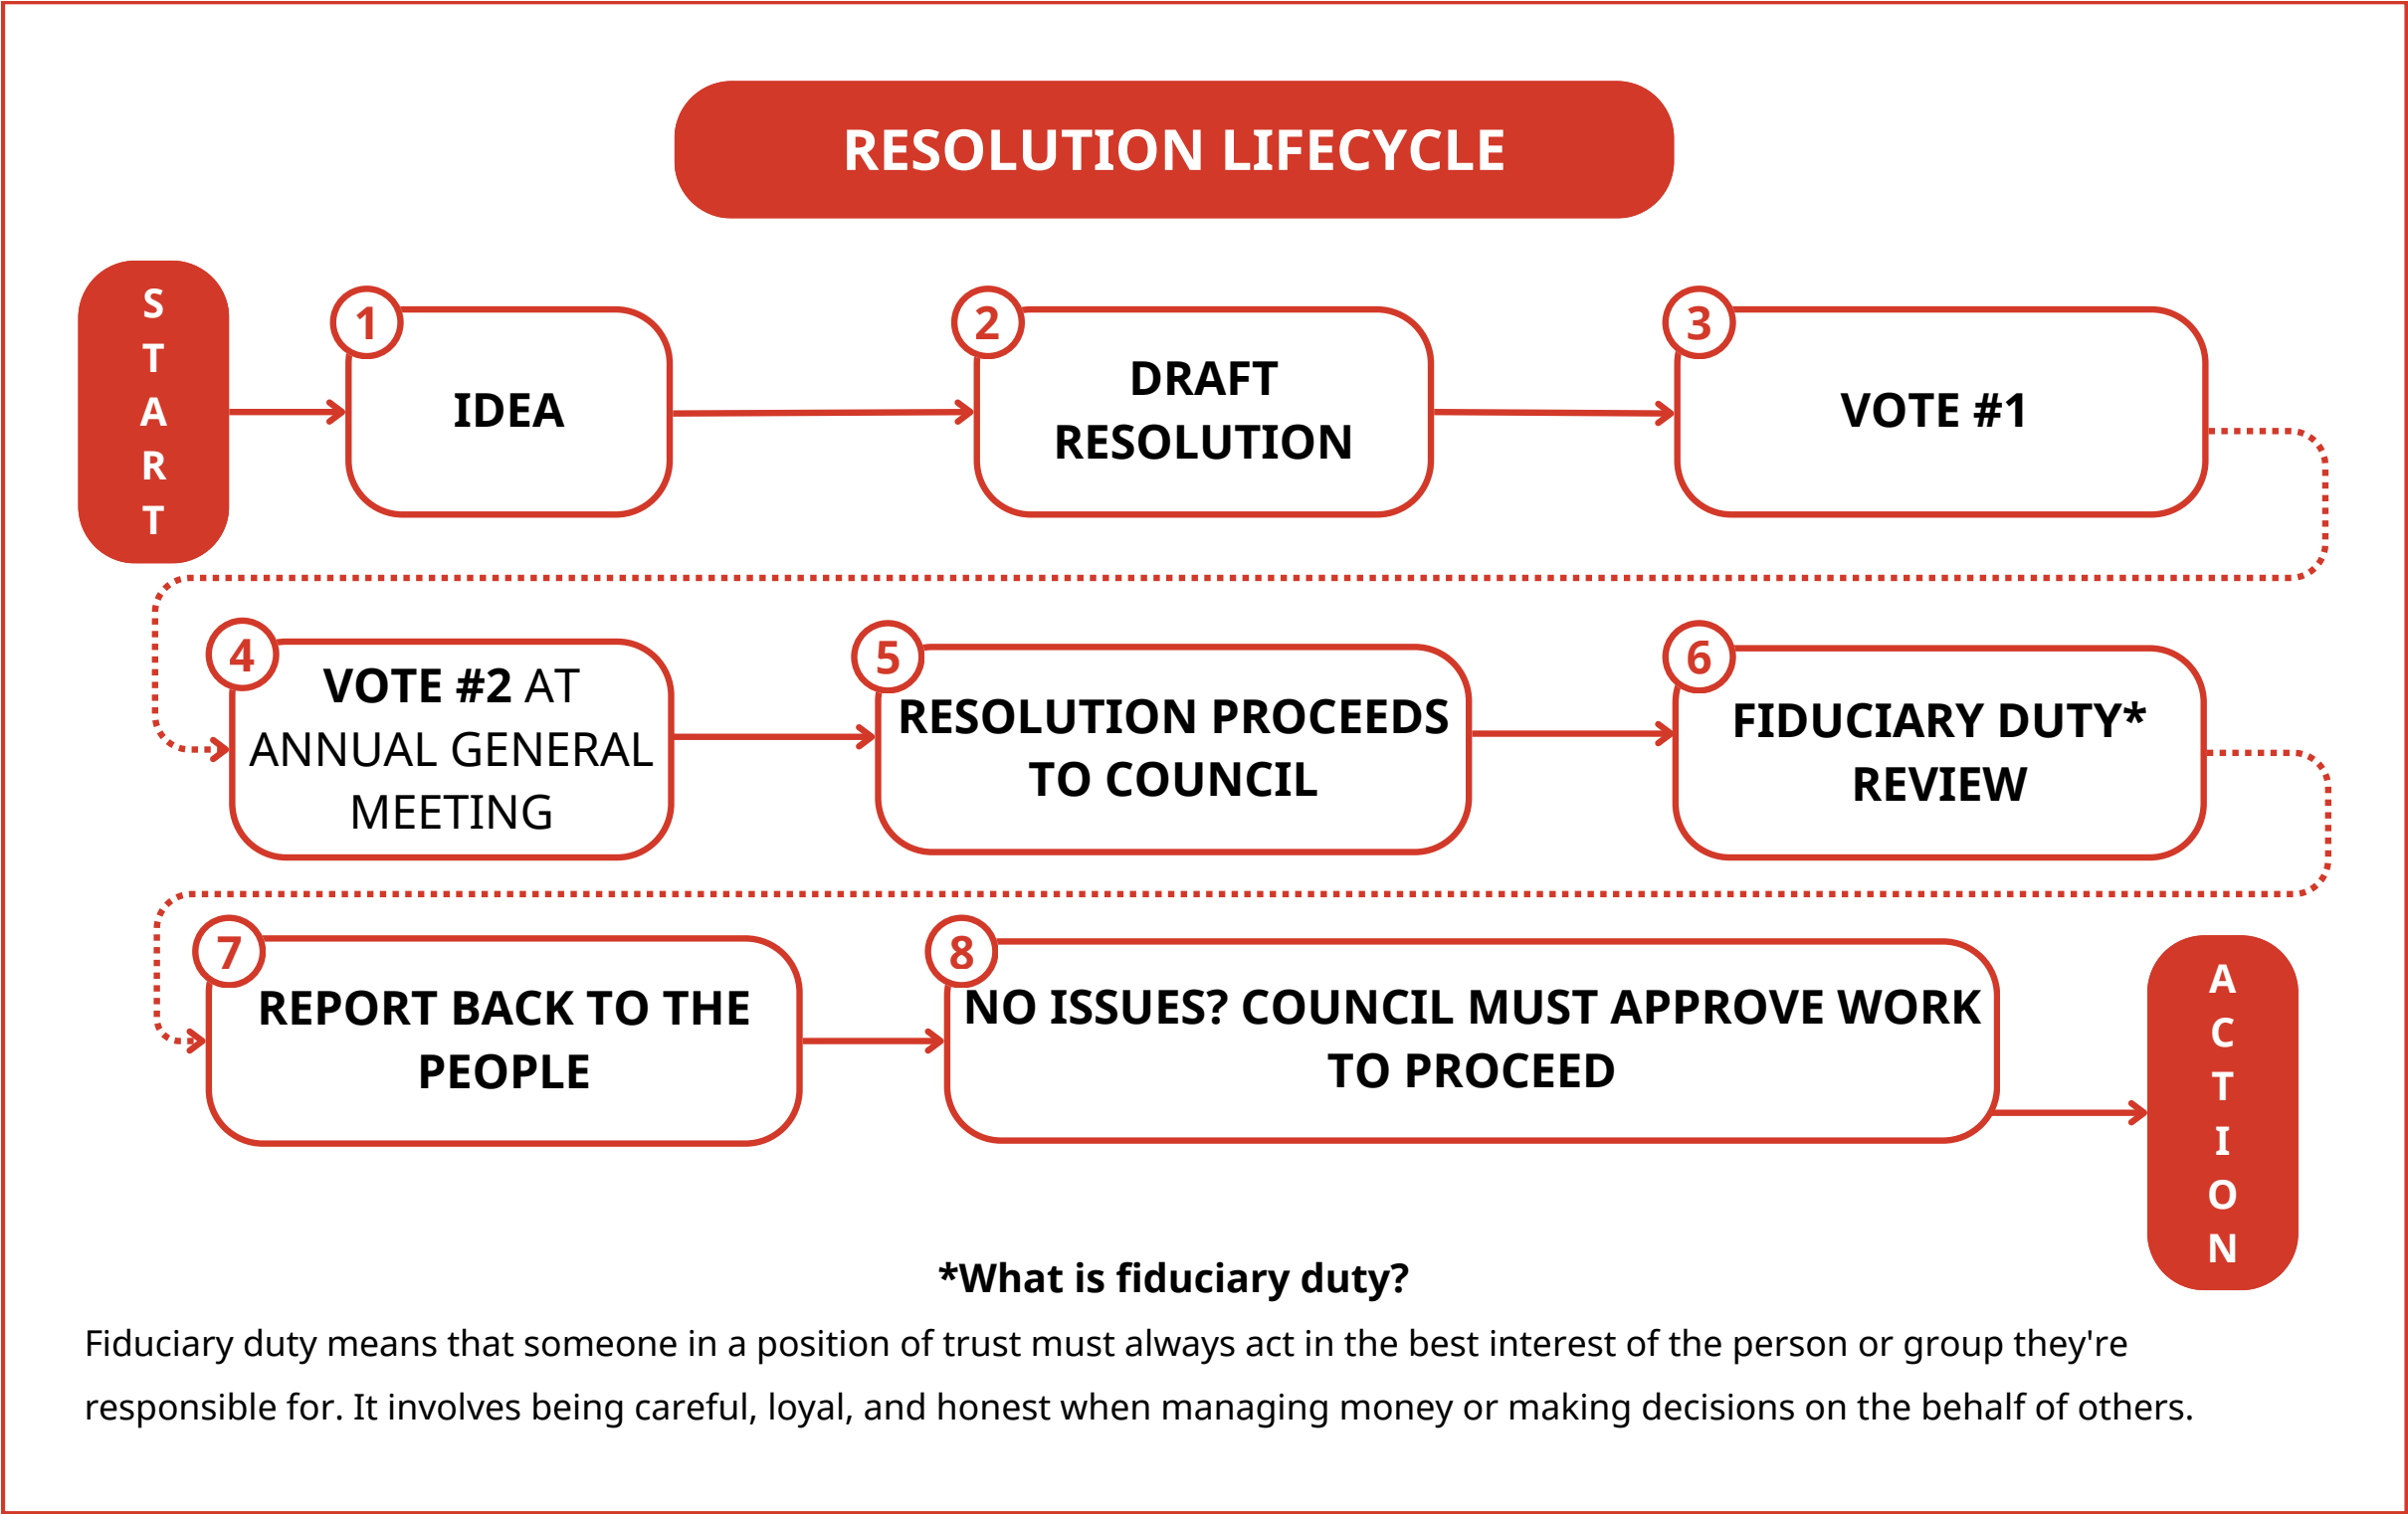 RESOLUTION LIFECYCLE
START
1
IDEA
2
DRAFT
RESOLUTION
3
VOTE #1
4
VOTE #2 AT
ANNUAL GENERAL
MEETING
5
RESOLUTION PROCEEDS
TO COUNCIL
6
FIDUCIARY DUTY*
REVIEW
7
REPORT BACK TO THE
PEOPLE
8
NO ISSUES? COUNCIL MUST APPROVE WORK
TO PROCEED
ACTION
*What is fiduciary duty?
Fiduciary duty means that someone in a position of trust must always act in the best interest of the person or group they're
responsible for. It involves being careful, loyal, and honest when managing money or making decisions on the behalf of others.